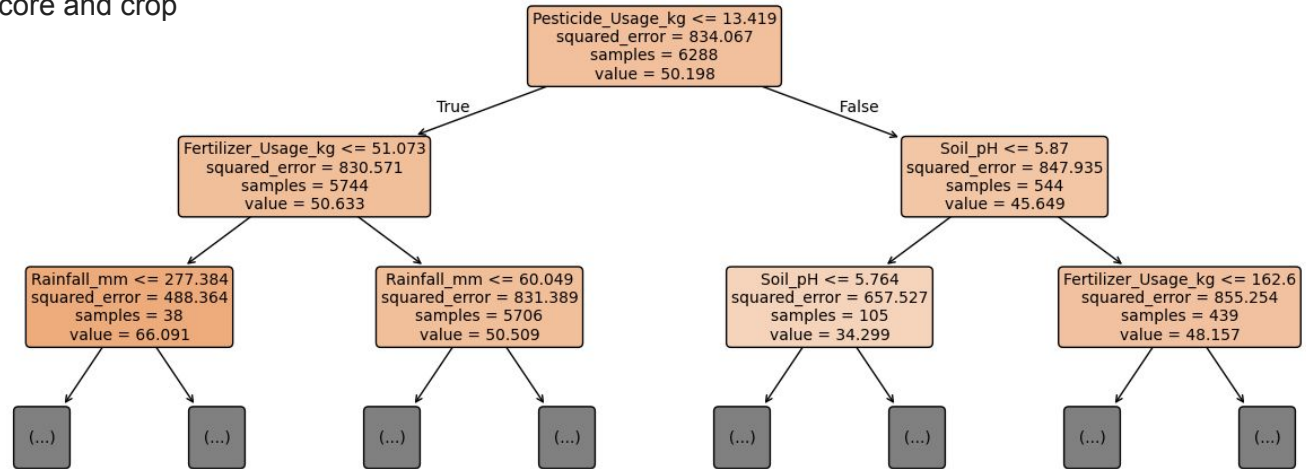 core and crop
Pesticide_Usage_kg <= 13.419
squared_error = 834.067
samples = 6288
value = 50.198
True
False
Fertilizer_Usage_kg <= 51.073
squared_error = 830.571
samples = 5744
value = 50.633
Soil_pH <= 5.87
squared_error = 847.935
samples = 544
value = 45.649
Rainfall_mm <= 277.384
squared_error = 488.364
samples = 38
value = 66.091
Rainfall_mm <= 60.049
squared_error = 831.389
samples = 5706
value = 50.509
Soil_pH <= 5.764
squared_error = 657.527
samples = 105
value = 34.299
Fertilizer_Usage_kg <= 162.6
squared_error = 855.254
samples = 439
value = 48.157
(...)
(...)
(...)
(...)
(...)
(...)
(...)
(...)